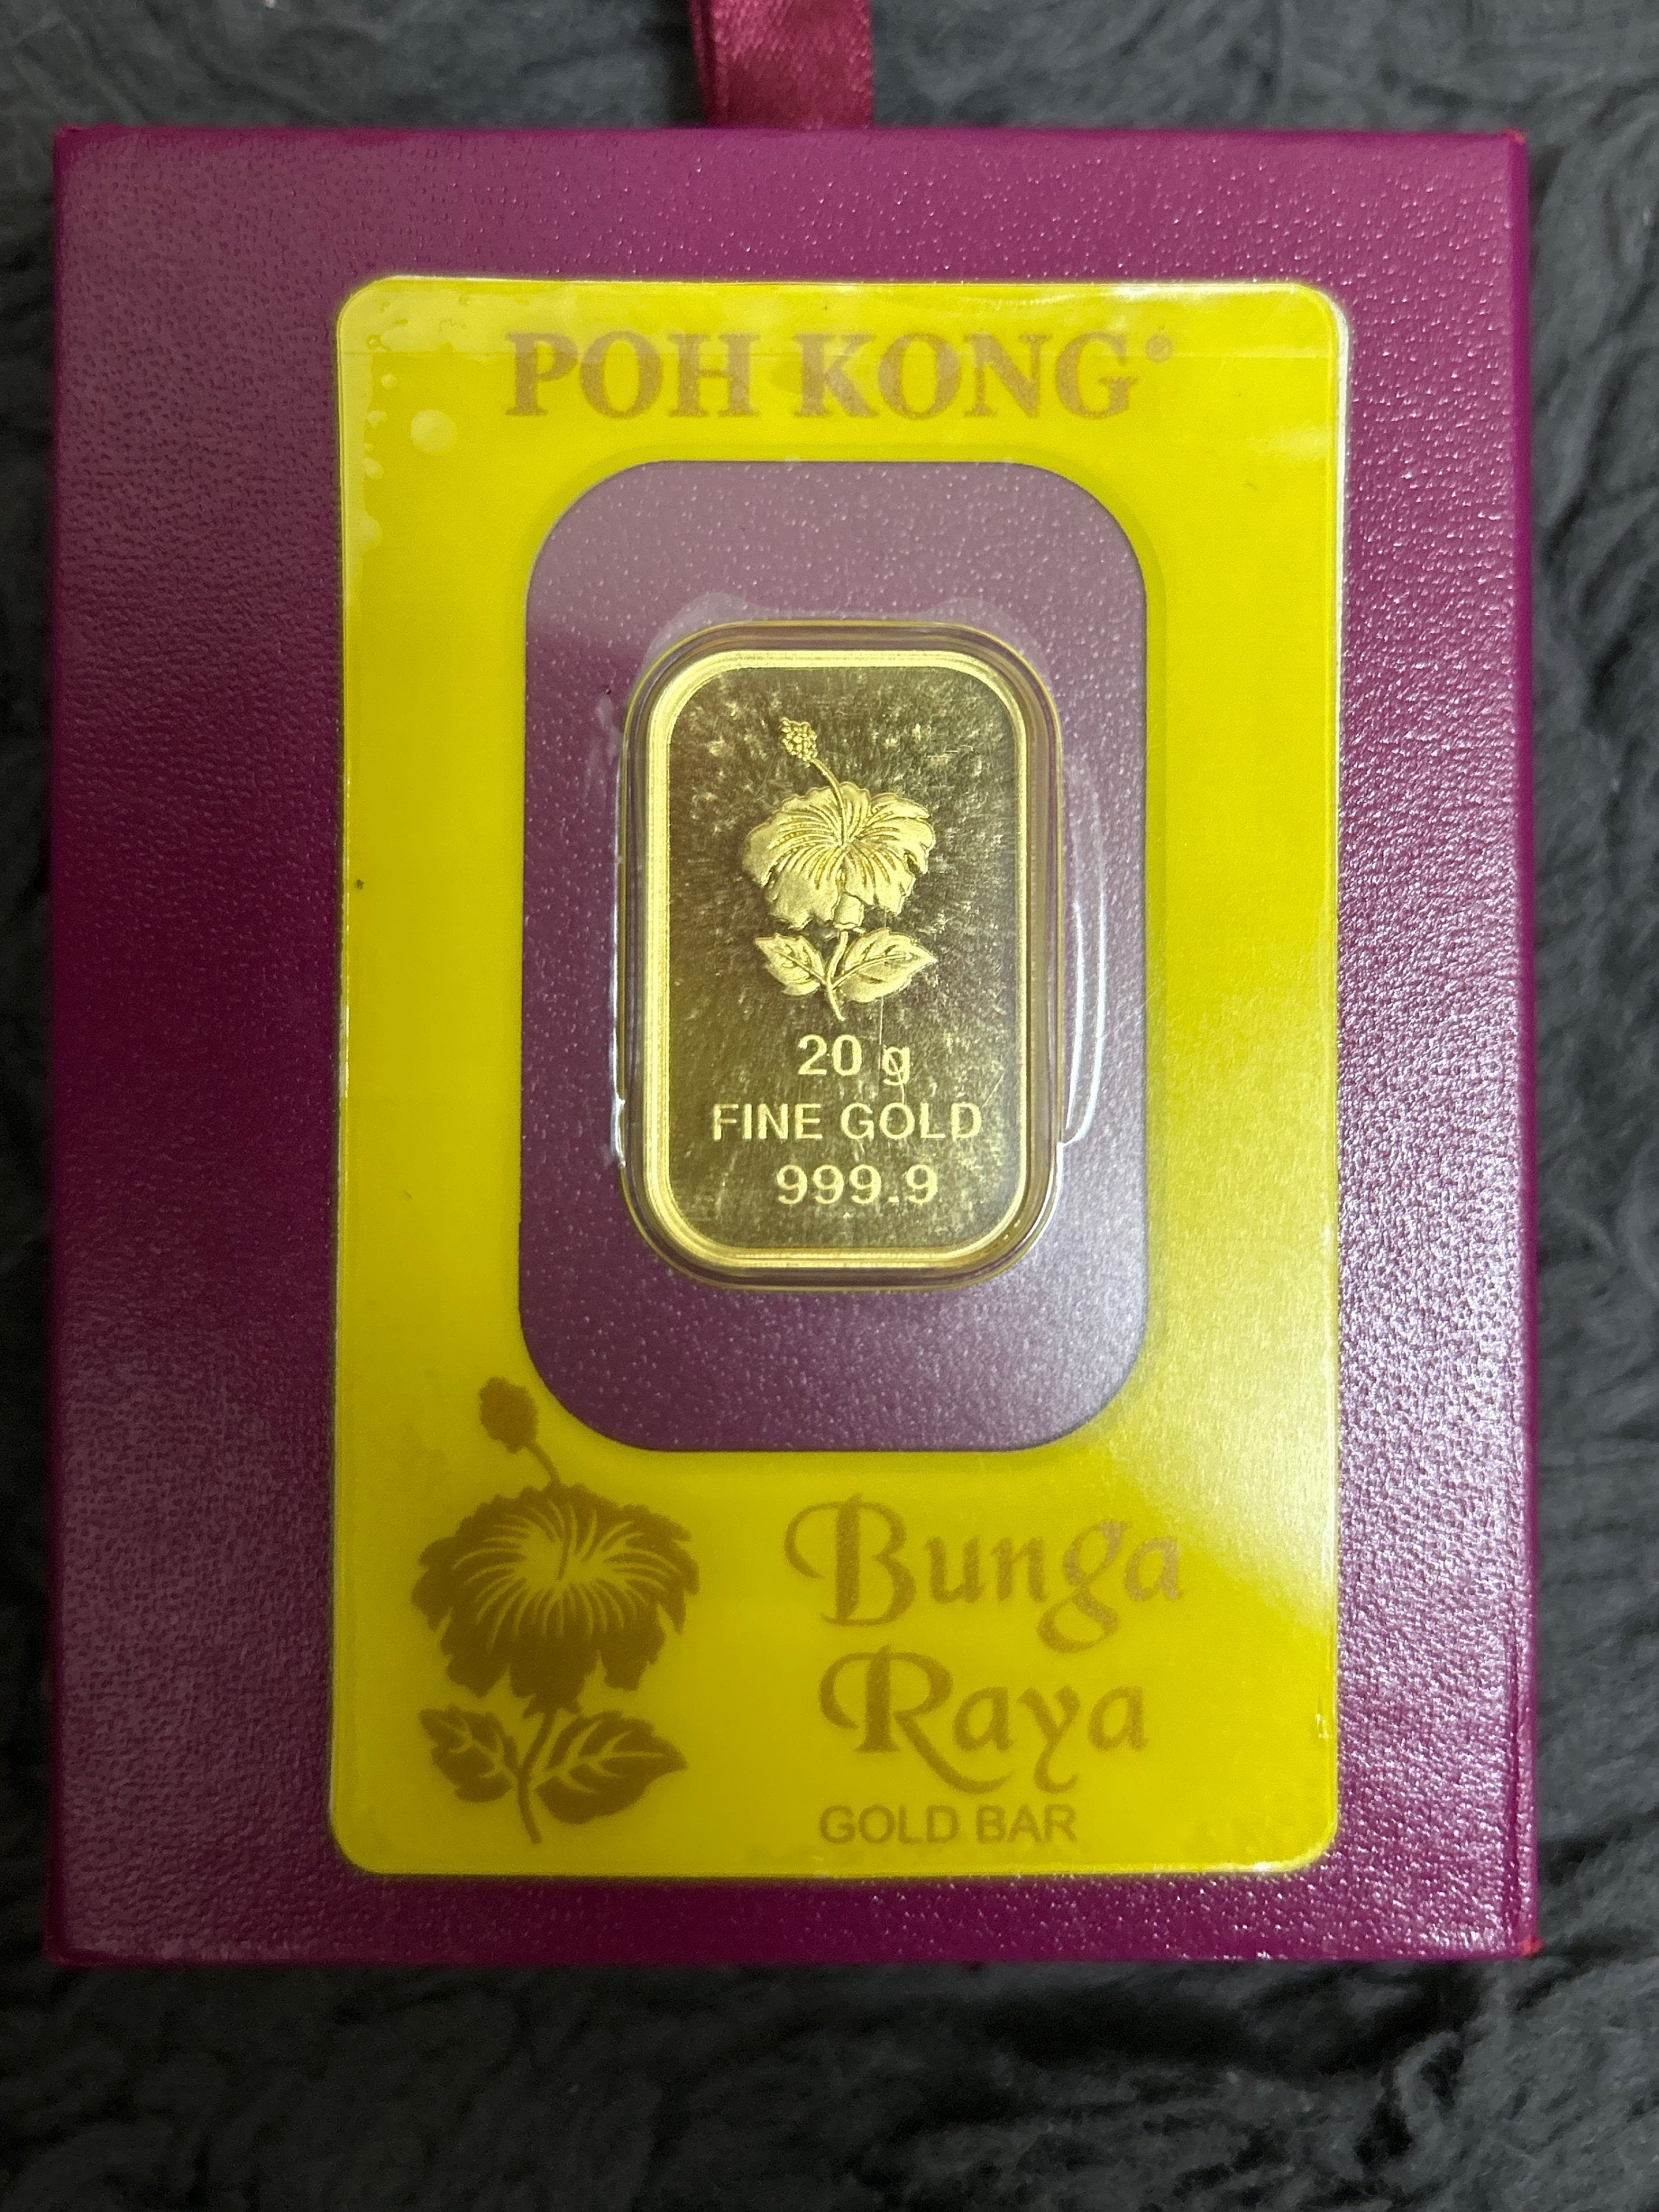 POH KONG®
20 g
FINE GOLD
999.9
Bunga
Raya
GOLD BAR